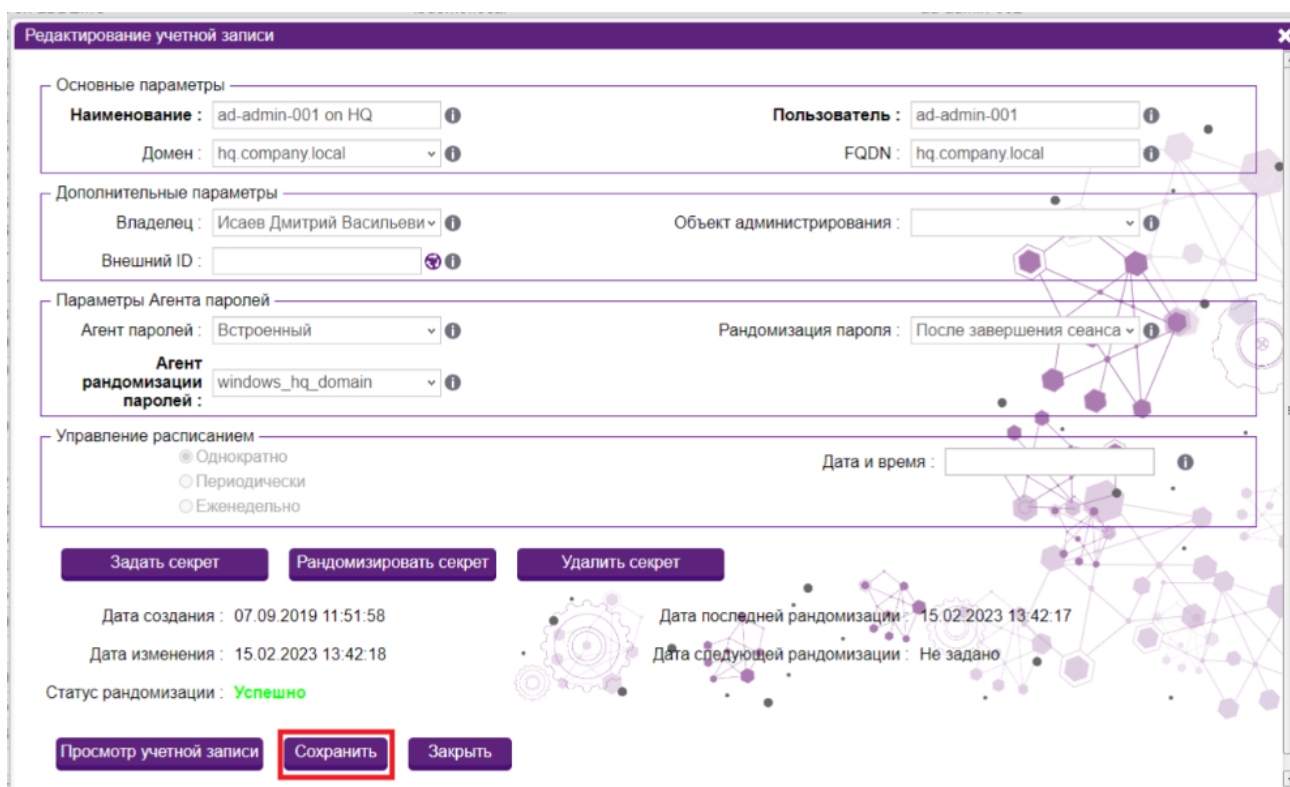 Редактирование учетной записи
Основные параметры
Наименование : ad-admin-001 on HQ Пользователь : ad-admin-001
Домен : hq.company.local FQDN : hq.company.local
Дополнительные параметры
Владелец : Исаев Дмитрий Васильеви Объект администрирования :
Внешний ID :
Параметры Агента паролей
Агент паролей : Встроенный Рандомизация пароля : После завершения сеанса
Агент
рандомизации windows_hq_domain
паролей :
Управление расписанием
Однократно Дата и время :
Периодически
Еженедельно
Задать секрет Рандомизировать секрет Удалить секрет
Дата создания : 07.09.2019 11:51:58 Дата последней рандомизации : 15.02.2023 13:42:17
Дата изменения : 15.02.2023 13:42:18 Дата следующей рандомизации : Не задано
Статус рандомизации : Успешно
Просмотр учетной записи Сохранить Закрыть